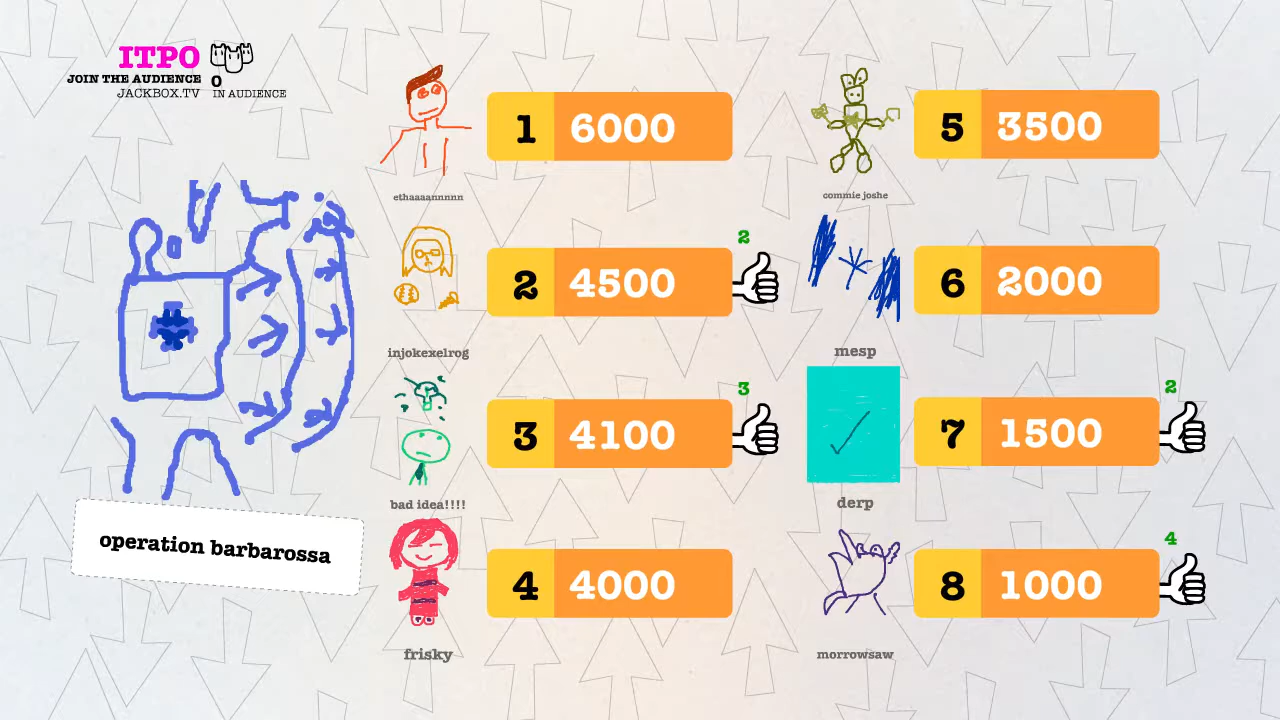 ITPO
JOIN THE AUDIENCE
JACKBOX.TV
0
IN AUDIENCE
operation barbarossa
1 6000
ethaaaannnnn
2 4500
2
injokexelrog
3 4100
3
bad idea!!!!
4 4000
frisky
5 3500
commie joshe
6 2000
mesp
7 1500
2
derp
8 1000
4
morrowsaw